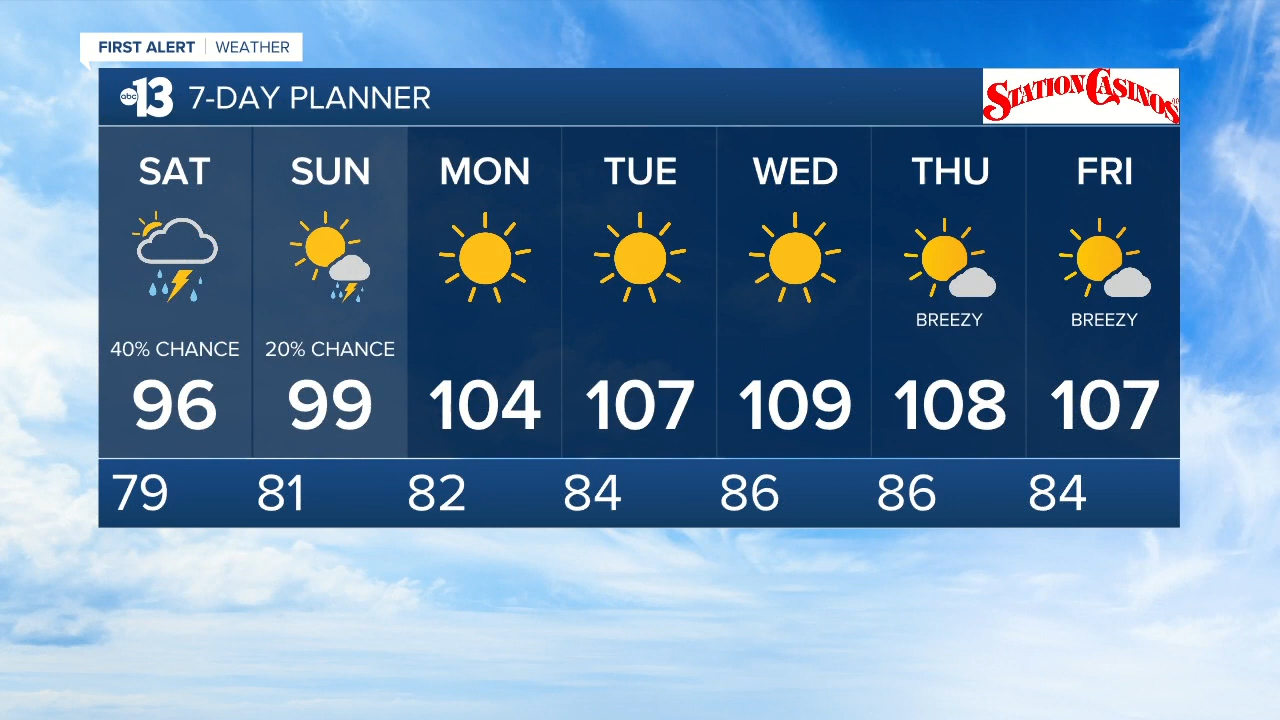 FIRST ALERT | WEATHER
abc 13 7-DAY PLANNER
STATION CASINOS
SAT SUN MON TUE WED THU FRI
BREEZY BREEZY
40% CHANCE 20% CHANCE
96 99 104 107 109 108 107
79 81 82 84 86 86 84